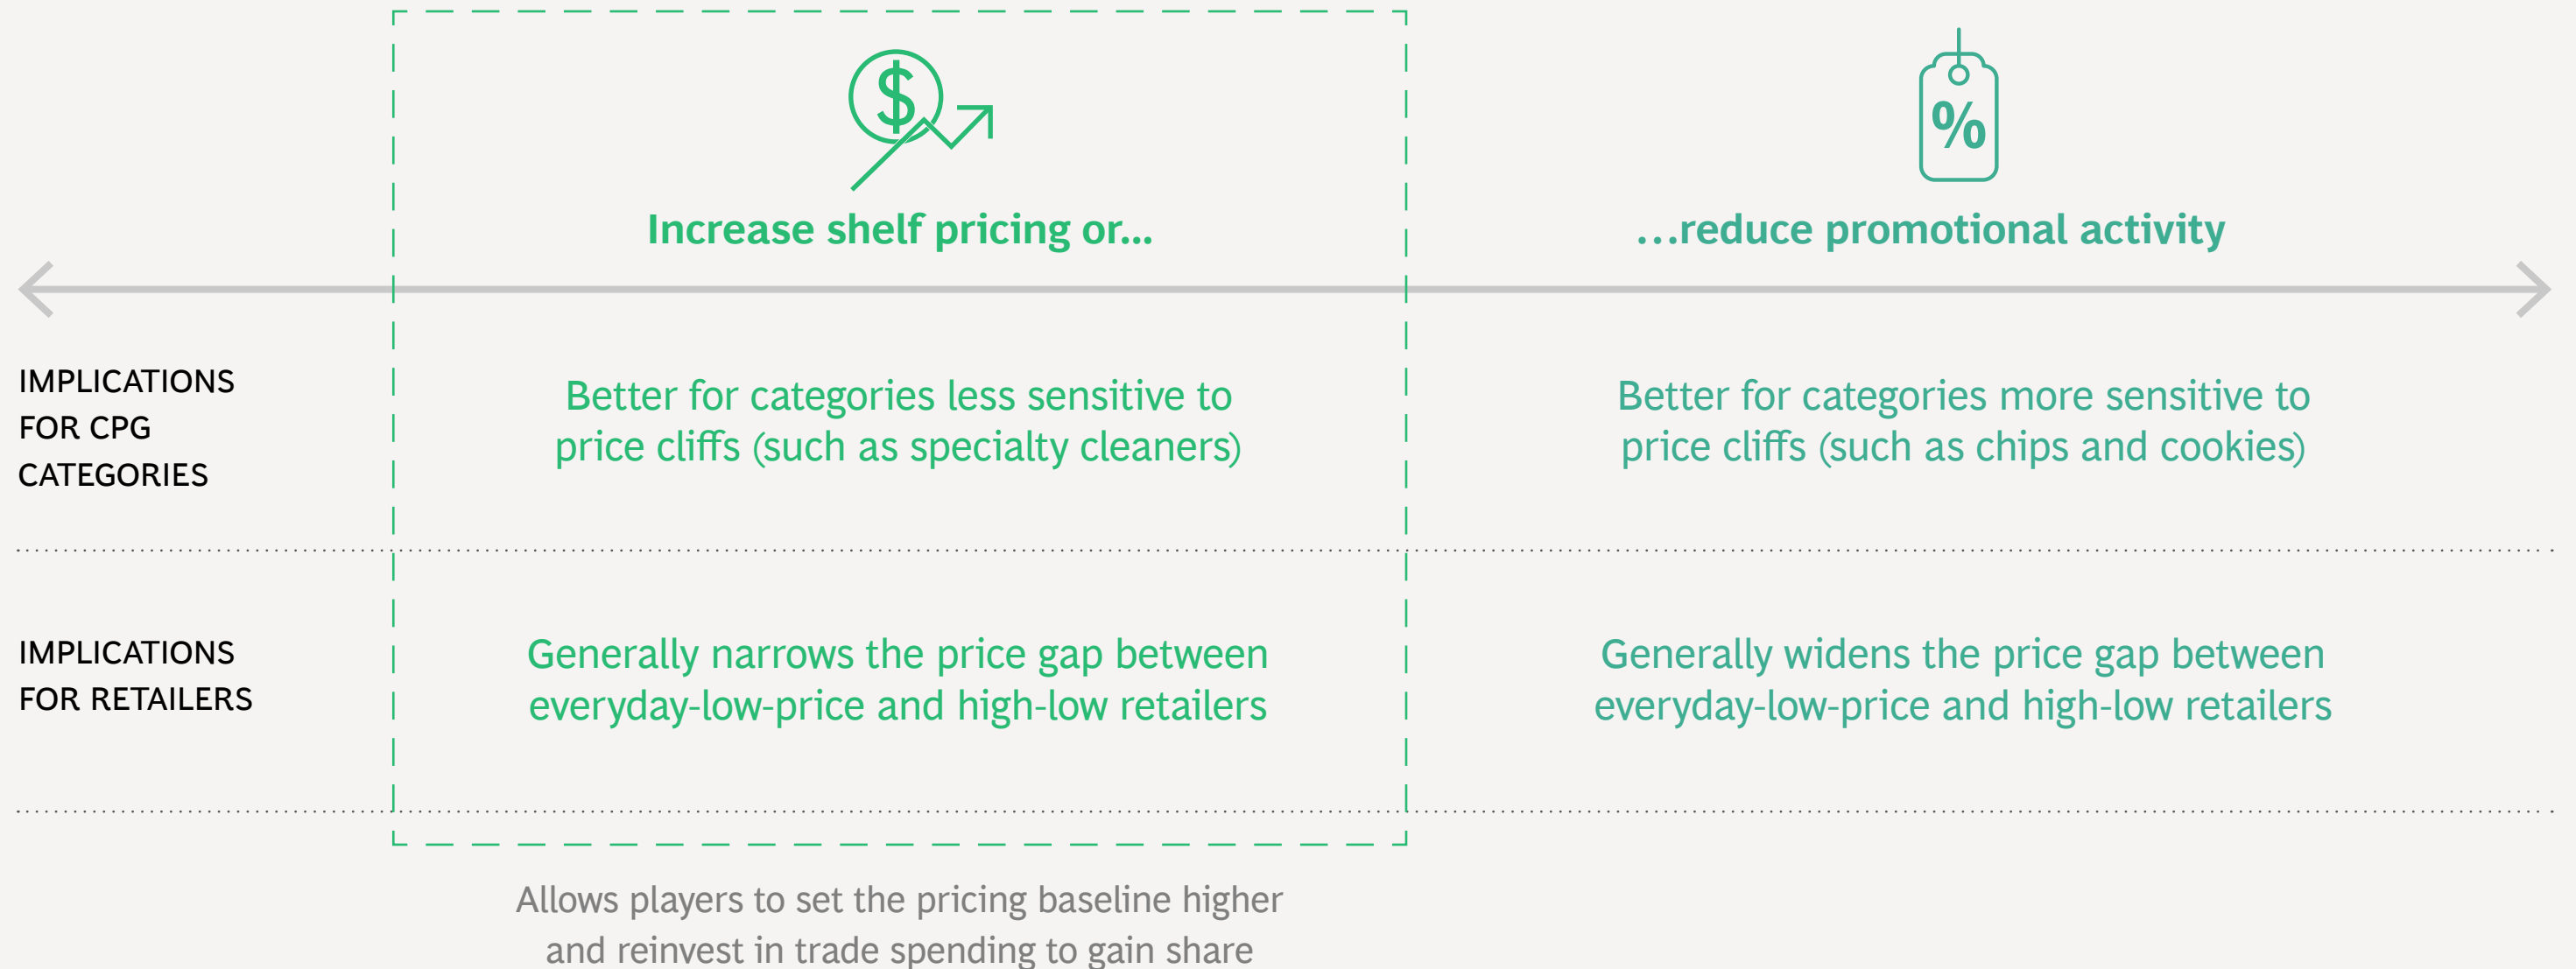 $
%
Increase shelf pricing or...
...reduce promotional activity
IMPLICATIONS
FOR CPG
CATEGORIES
Better for categories less sensitive to
price cliffs (such as specialty cleaners)
Better for categories more sensitive to
price cliffs (such as chips and cookies)
IMPLICATIONS
FOR RETAILERS
Generally narrows the price gap between
everyday-low-price and high-low retailers
Generally widens the price gap between
everyday-low-price and high-low retailers
Allows players to set the pricing baseline higher
and reinvest in trade spending to gain share